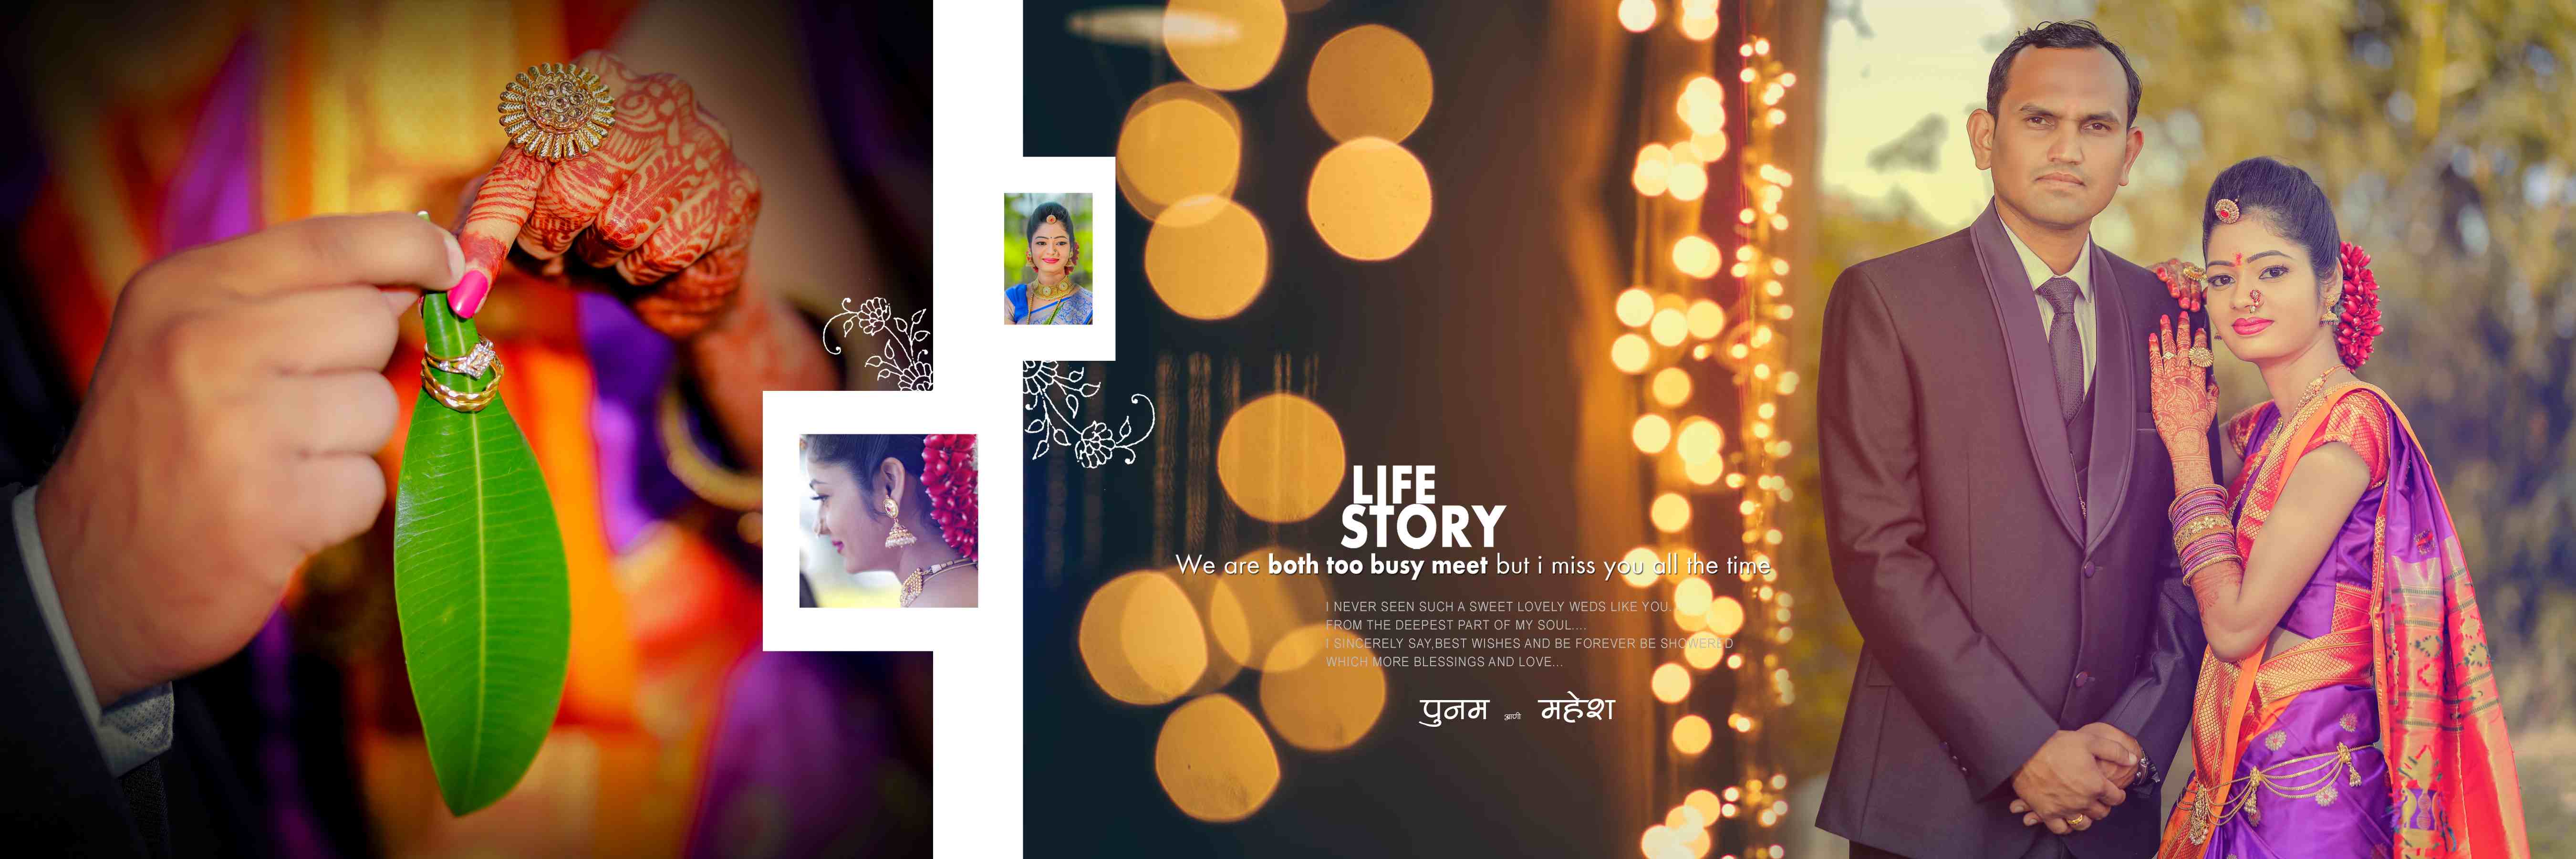 LIFE
STORY
We are both too busy meet but i miss you all the time
I NEVER SEEN SUCH A SWEET LOVELY WEDS LIKE YOU..
FROM THE DEEPEST PART OF MY SOUL....
I SINCERELY SAY,BEST WISHES AND BE FOREVER BE SHOWERED
WHICH MORE BLESSINGS AND LOVE...
पुनम आणी महेश